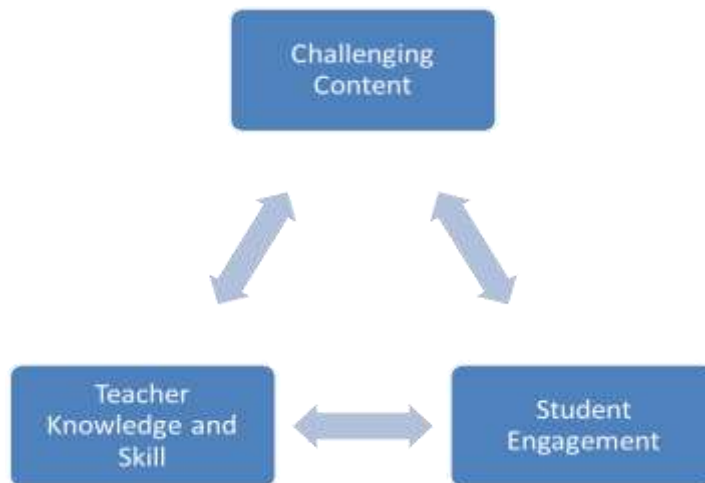 Challenging
Content
Teacher
Knowledge and
Skill
Student
Engagement